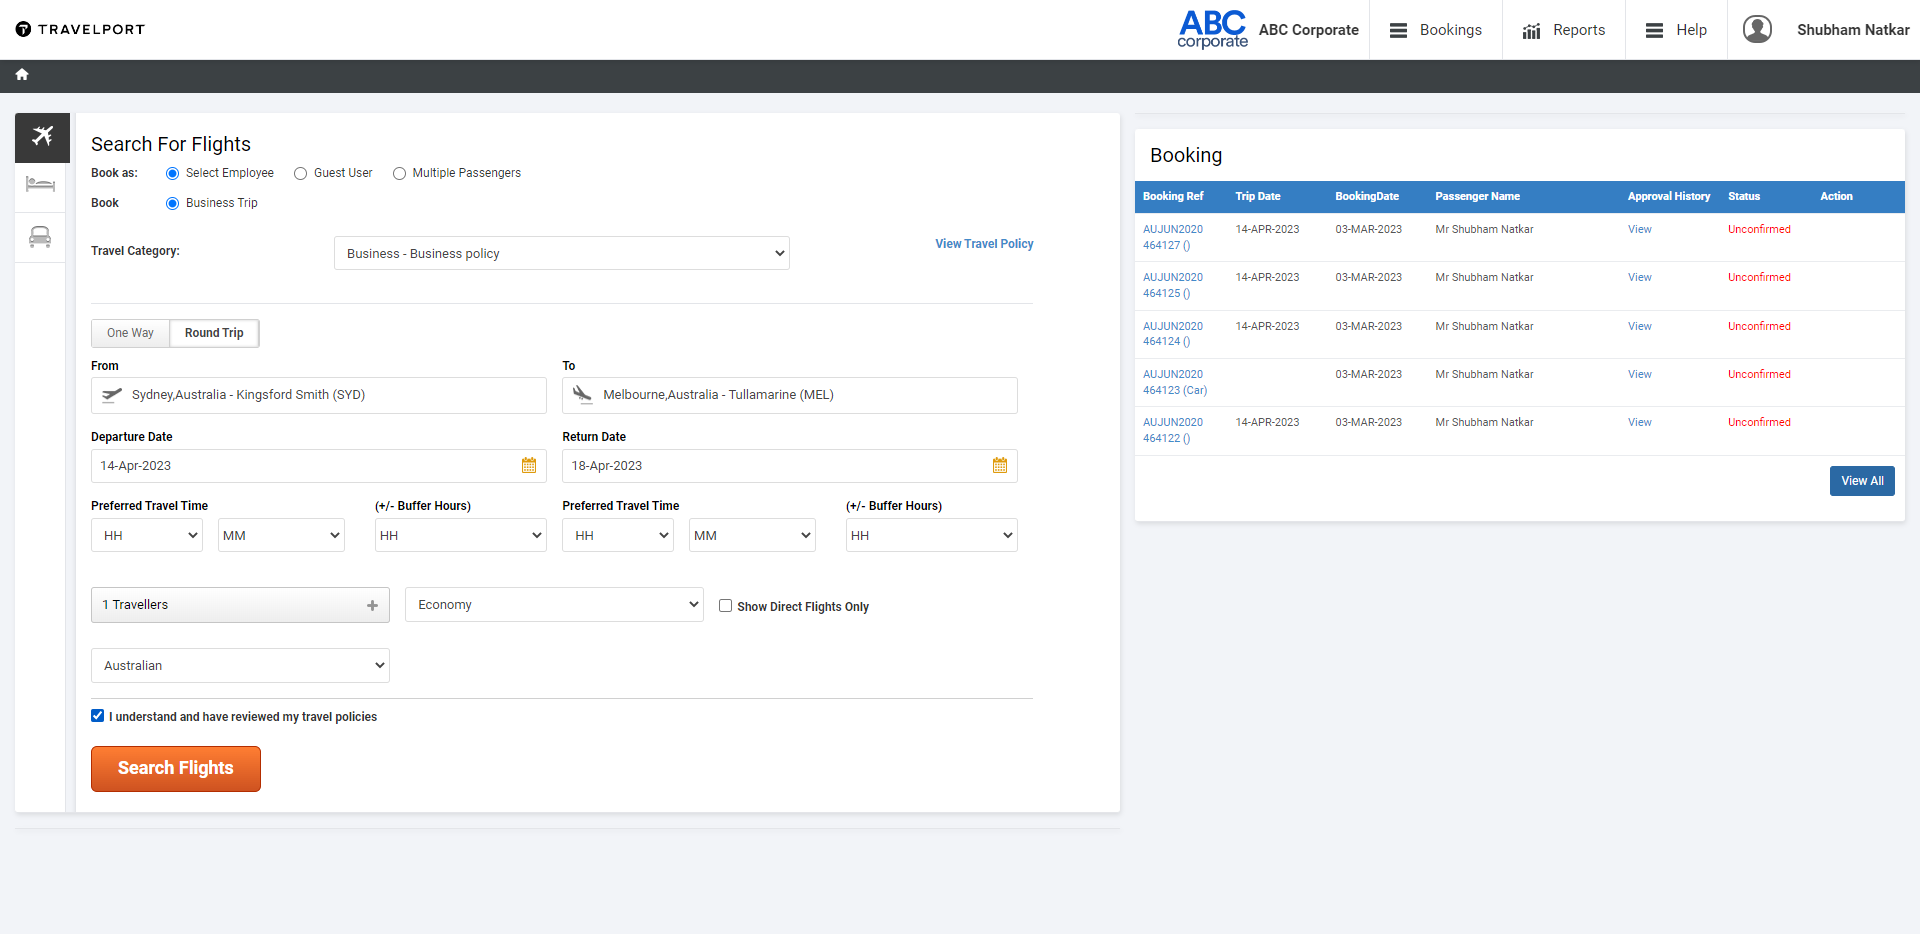 TRAVELPORT
ABC
corporate
ABC Corporate
Bookings
Reports
Help
Shubham Natkar
Search For Flights
Book as:
Select Employee
Guest User
Multiple Passengers
Book
Business Trip
Travel Category:
Business - Business policy
View Travel Policy
One Way
Round Trip
From
To
Sydney,Australia - Kingsford Smith (SYD)
Melbourne,Australia - Tullamarine (MEL)
Departure Date
Return Date
14-Apr-2023
18-Apr-2023
Preferred Travel Time
(+/- Buffer Hours)
Preferred Travel Time
(+/- Buffer Hours)
HH
MM
HH
HH
MM
HH
1 Travellers
Economy
Show Direct Flights Only
Australian
I understand and have reviewed my travel policies
Search Flights
Booking
Booking Ref Trip Date BookingDate Passenger Name Approval History Status Action
AUJUN2020 14-APR-2023 03-MAR-2023 Mr Shubham Natkar View Unconfirmed
464127 ()
AUJUN2020 14-APR-2023 03-MAR-2023 Mr Shubham Natkar View Unconfirmed
464125 ()
AUJUN2020 14-APR-2023 03-MAR-2023 Mr Shubham Natkar View Unconfirmed
464124 ()
AUJUN2020 03-MAR-2023 Mr Shubham Natkar View Unconfirmed
464123 (Car)
AUJUN2020 14-APR-2023 03-MAR-2023 Mr Shubham Natkar View Unconfirmed
464122 ()
View All